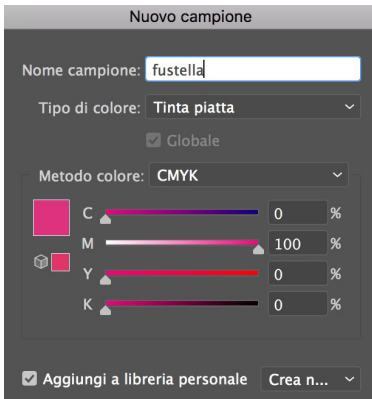 Nuovo campione
Nome campione: fustella
Tipo di colore: Tinta piatta
Globale
Metodo colore: CMYK
C 0 %
M 100 %
Y 0 %
K 0 %
Aggiungi a libreria personale Crea n...